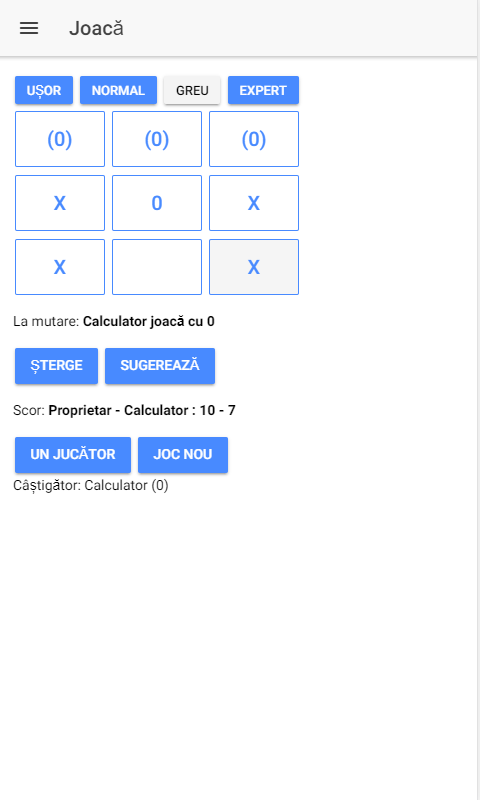 Joacă
UȘOR NORMAL GREU EXPERT
(0) (0) (0)
X 0 X
X X
La mutare: Calculator joacă cu 0
ȘTERGE SUGEREAZĂ
Scor: Proprietar - Calculator : 10 - 7
UN JUCĂTOR JOC NOU
Câștigător: Calculator (0)